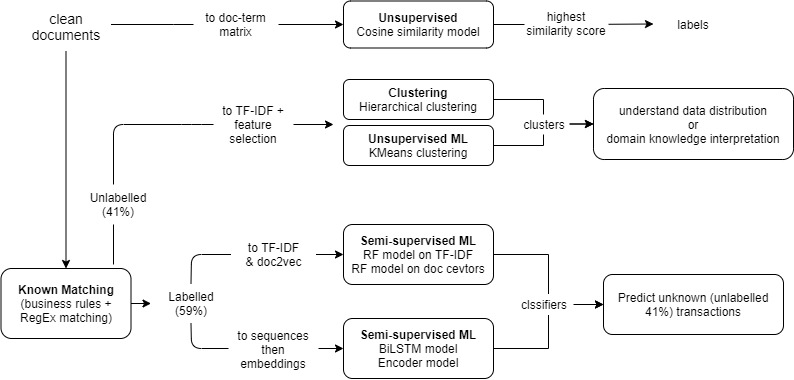 clean
documents
to doc-term
matrix
Unsupervised
Cosine similarity model
highest
similarity score
labels
to TF-IDF +
feature
selection
Clustering
Hierarchical clustering
Unsupervised ML
KMeans clustering
clusters
understand data distribution
or
domain knowledge interpretation
Unlabelled
(41%)
Known Matching
(business rules +
RegEx matching)
Labelled
(59%)
to TF-IDF
& doc2vec
Semi-supervised ML
RF model on TF-IDF
RF model on doc cevtors
to sequences
then
embeddings
Semi-supervised ML
BiLSTM model
Encoder model
clssifiers
Predict unknown (unlabelled
41%) transactions